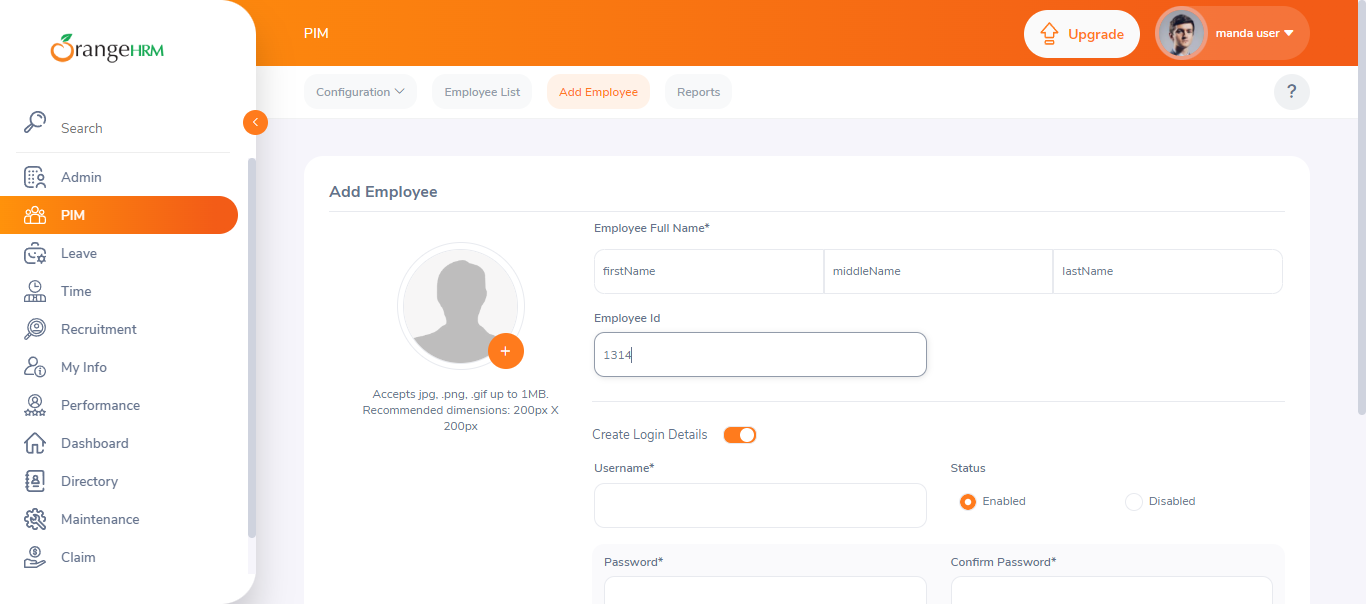 OrangeHRM
PIM
Upgrade
manda user
Configuration
Employee List
Add Employee
Reports
?
Search
Admin
PIM
Leave
Time
Recruitment
My Info
Performance
Dashboard
Directory
Maintenance
Claim
Add Employee
Accepts jpg, .png, .gif up to 1MB.
Recommended dimensions: 200px X
200px
Employee Full Name*
firstName
middleName
lastName
Employee Id
1314
Create Login Details
Username*
Status
Enabled
Disabled
Password*
Confirm Password*